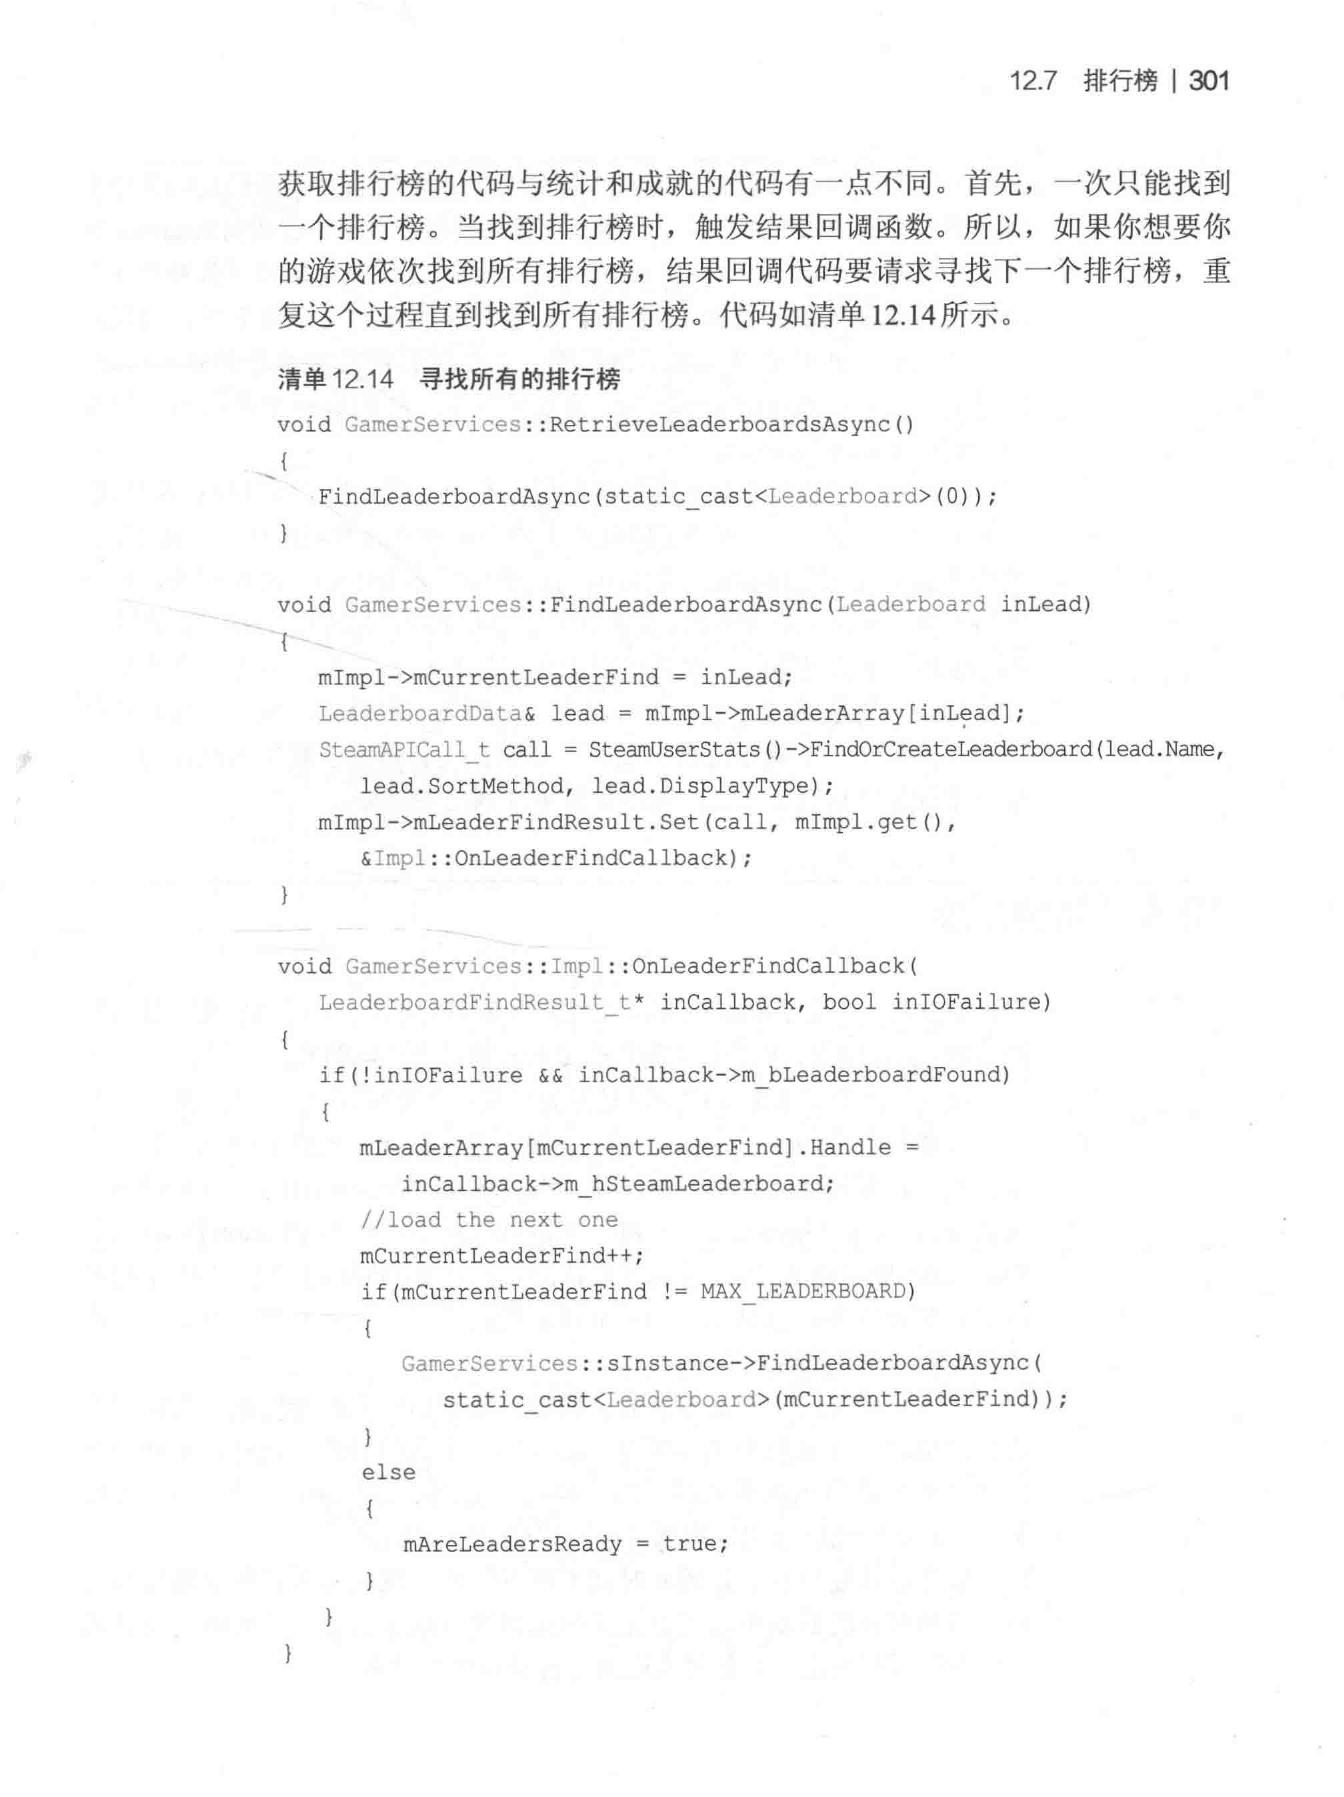 12.7 排行榜 | 301
获取排行榜的代码与统计和成就的代码有一点不同。首先，一次只能找到
一个排行榜。当找到排行榜时，触发结果回调函数。所以，如果你想要你
的游戏依次找到所有排行榜，结果回调代码要请求寻找下一个排行榜，重
复这个过程直到找到所有排行榜。代码如清单12.14所示。
清单12.14 寻找所有的排行榜
void GamerServices::RetrieveLeaderboardsAsync()
{
FindLeaderboardAsync(static_cast<Leaderboard>(0));
}
void GamerServices::FindLeaderboardAsync(Leaderboard inLead)
{
mImpl->mCurrentLeaderFind = inLead;
LeaderboardData& lead = mImpl->mLeaderArray[inLead];
SteamAPICall_t call = SteamUserStats()->FindOrCreateLeaderboard(lead.Name,
lead.SortMethod, lead.DisplayType);
mImpl->mLeaderFindResult.Set(call, mImpl.get(),
&Impl::OnLeaderFindCallback);
}
void GamerServices::Impl::OnLeaderFindCallback(
LeaderboardFindResult_t* inCallback, bool inIOFailure)
{
if(!inIOFailure && inCallback->m_bLeaderboardFound)
{
mLeaderArray[mCurrentLeaderFind].Handle =
inCallback->m_hSteamLeaderboard;
//load the next one
mCurrentLeaderFind++;
if(mCurrentLeaderFind != MAX_LEADERBOARD)
{
GamerServices::sInstance->FindLeaderboardAsync(
static_cast<Leaderboard>(mCurrentLeaderFind));
}
else
{
mAreLeadersReady = true;
}
}
}